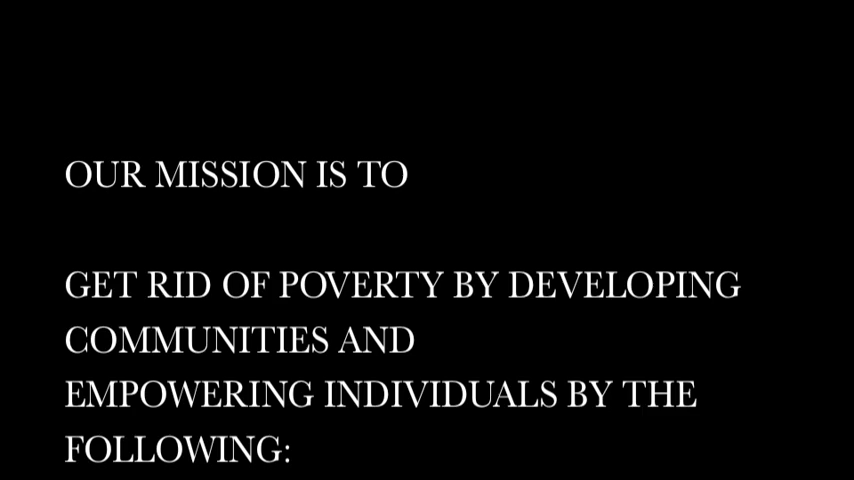 OUR MISSION IS TO
GET RID OF POVERTY BY DEVELOPING
COMMUNITIES AND
EMPOWERING INDIVIDUALS BY THE
FOLLOWING: